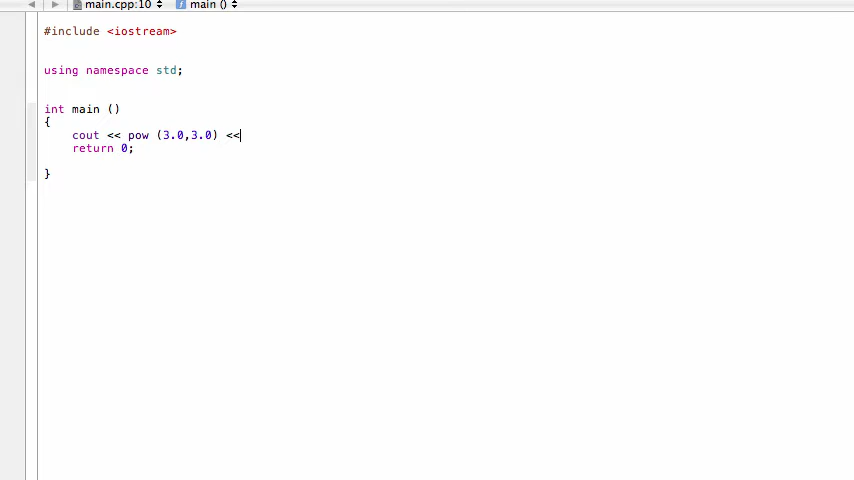 main.cpp:10 main ()
#include <iostream>
using namespace std;
int main ()
{
cout << pow (3.0,3.0) <<
return 0;
}